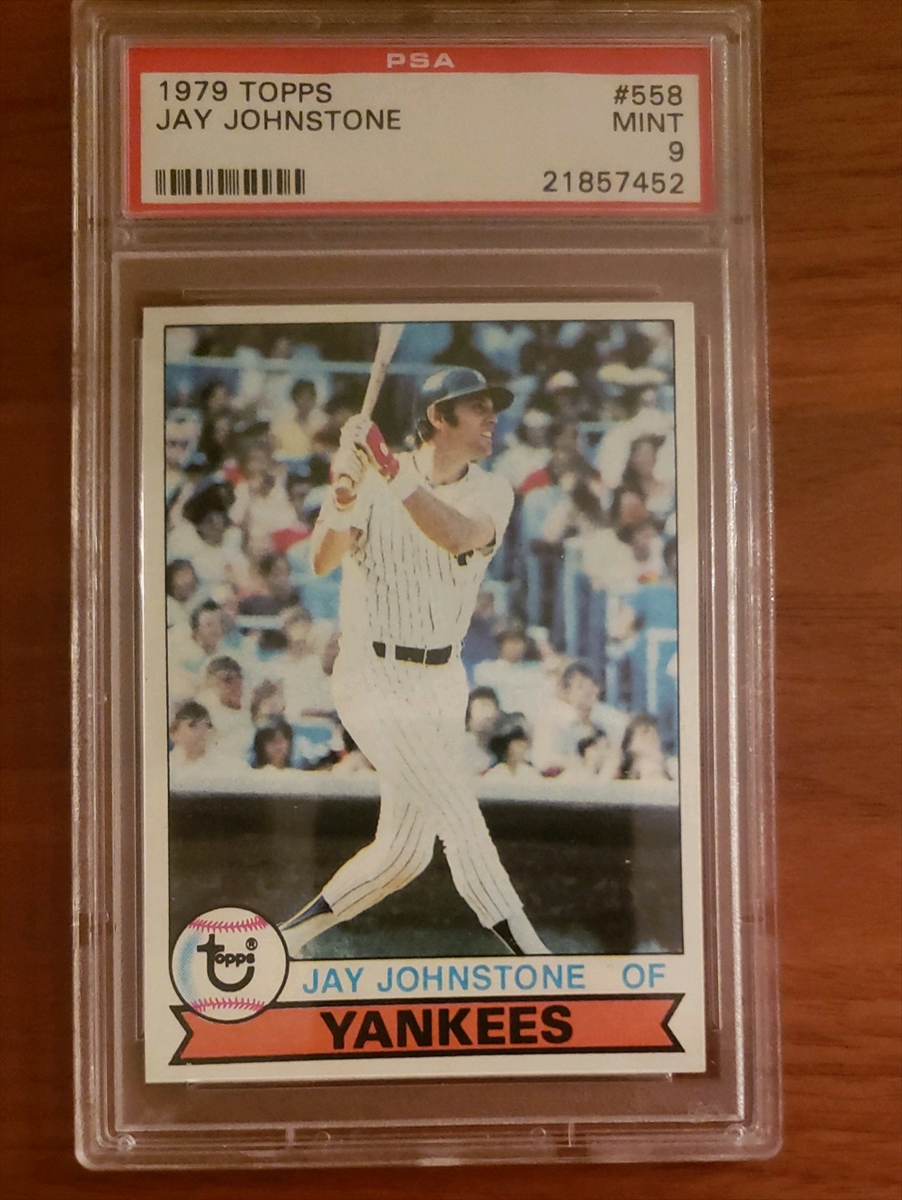 PSA
1979 TOPPS #558
JAY JOHNSTONE MINT
9
21857452
topps®
JAY JOHNSTONE OF
YANKEES